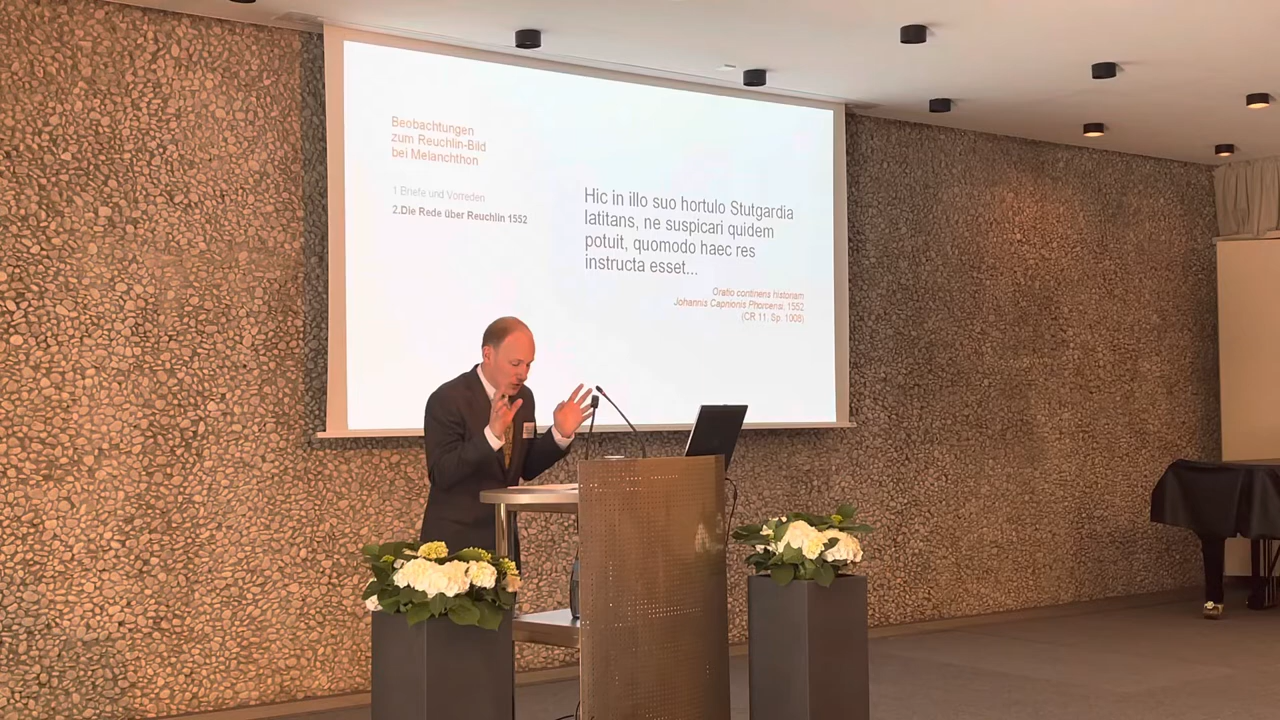 Beobachtungen
zum Reuchlin-Bild
bei Melanchthon
1 Briefe und Vorreden
2.Die Rede über Reuchlin 1552
Hic in illo suo hortulo Stutgardia
latitans, ne suspicari quidem
potuit, quomodo haec res
instructa esset...
Oratio continens historiam
Johannis Capnionis Phorcensi, 1552
(CR 11, Sp. 1008)